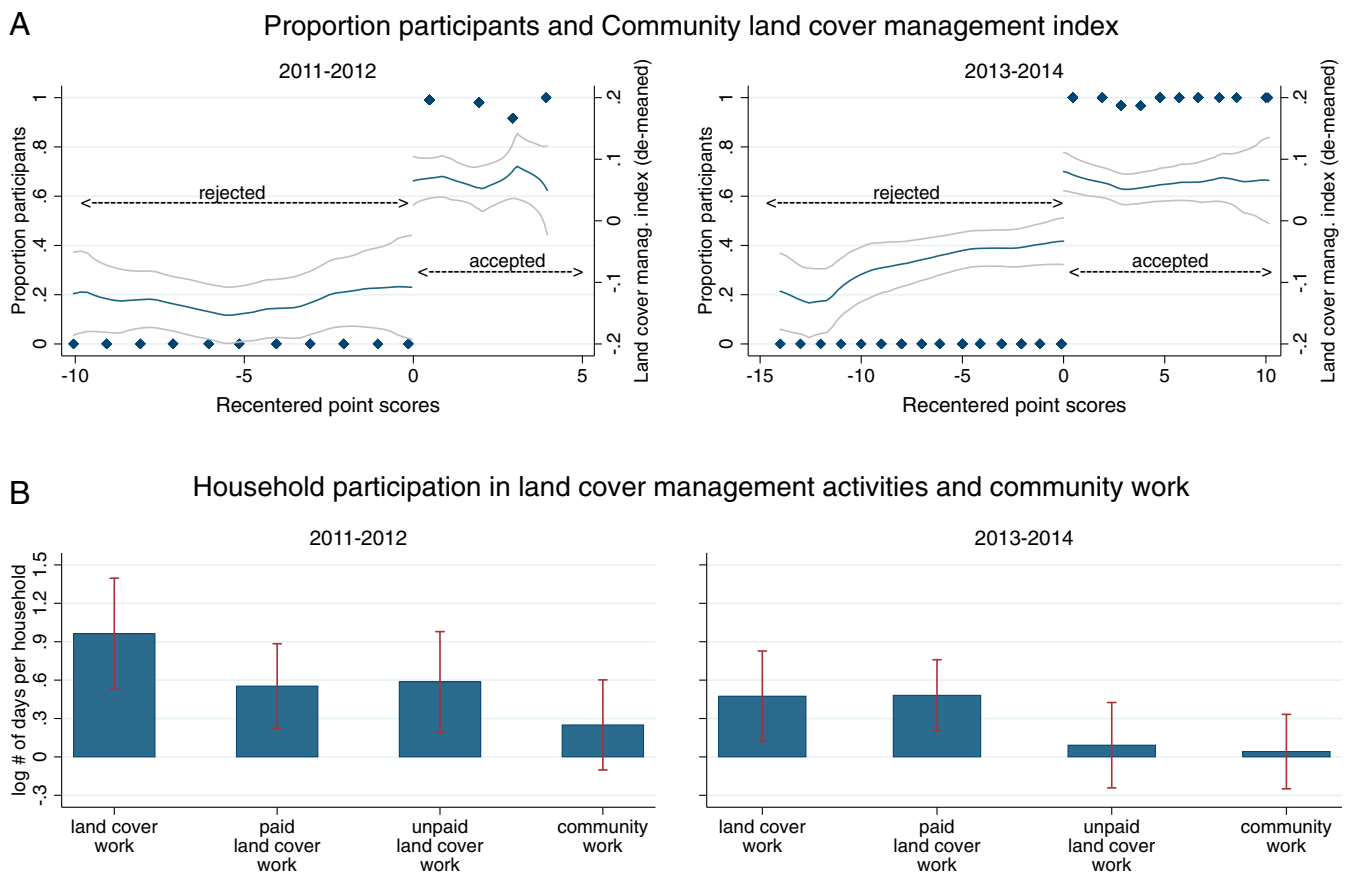 A
Proportion participants and Community land cover management index
2011-2012
Proportion participants
1
.8
.6
.4
.2
0
rejected
accepted
.2
.1
0
-.1
-.2
Land cover manag. index (de-meaned)
-10
-5
0
5
Recentered point scores
2013-2014
Proportion participants
1
.8
.6
.4
.2
0
rejected
accepted
.2
.1
0
-.1
-.2
Land cover manag. index (de-meaned)
-15
-10
-5
0
5
10
Recentered point scores
B
Household participation in land cover management activities and community work
2011-2012
log # of days per household
1.5
1.2
.9
.6
.3
0
-.3
land cover
work
paid
land cover
work
unpaid
land cover
work
community
work
2013-2014
land cover
work
paid
land cover
work
unpaid
land cover
work
community
work